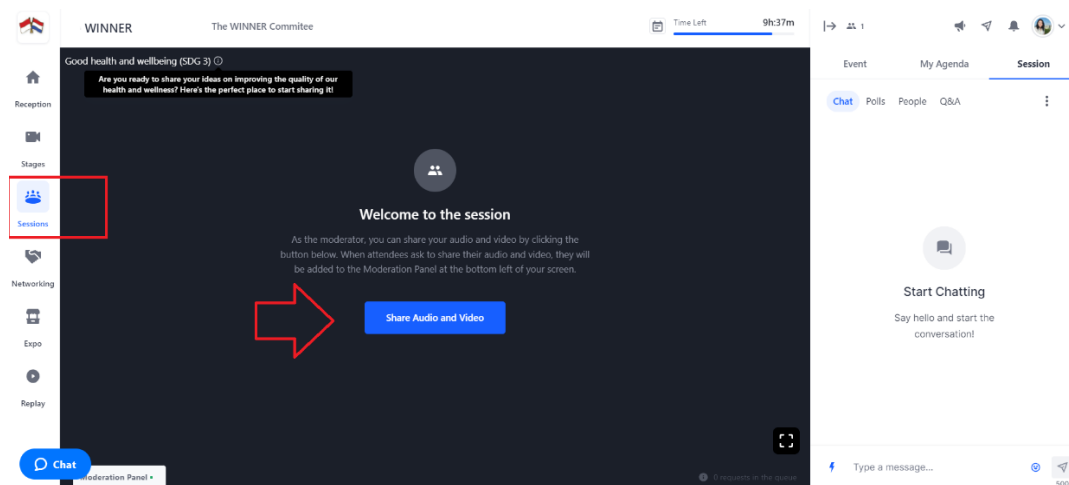 WINNER
The WINNER Commitee
Time Left
9h:37m
1
Reception
Stages
Sessions
Networking
Expo
Replay
Chat
Good health and wellbeing (SDG 3)
Are you ready to share your ideas on improving the quality of our
health and wellness? Here's the perfect place to start sharing it!
Welcome to the session
As the moderator, you can share your audio and video by clicking the
button below. When attendees ask to share their audio and video, they will
be added to the Moderation Panel at the bottom left of your screen.
Share Audio and Video
Moderation Panel
0 requests in the queue
Event
My Agenda
Session
Chat
Polls
People
Q&A
Start Chatting
Say hello and start the
conversation!
Type a message...
500